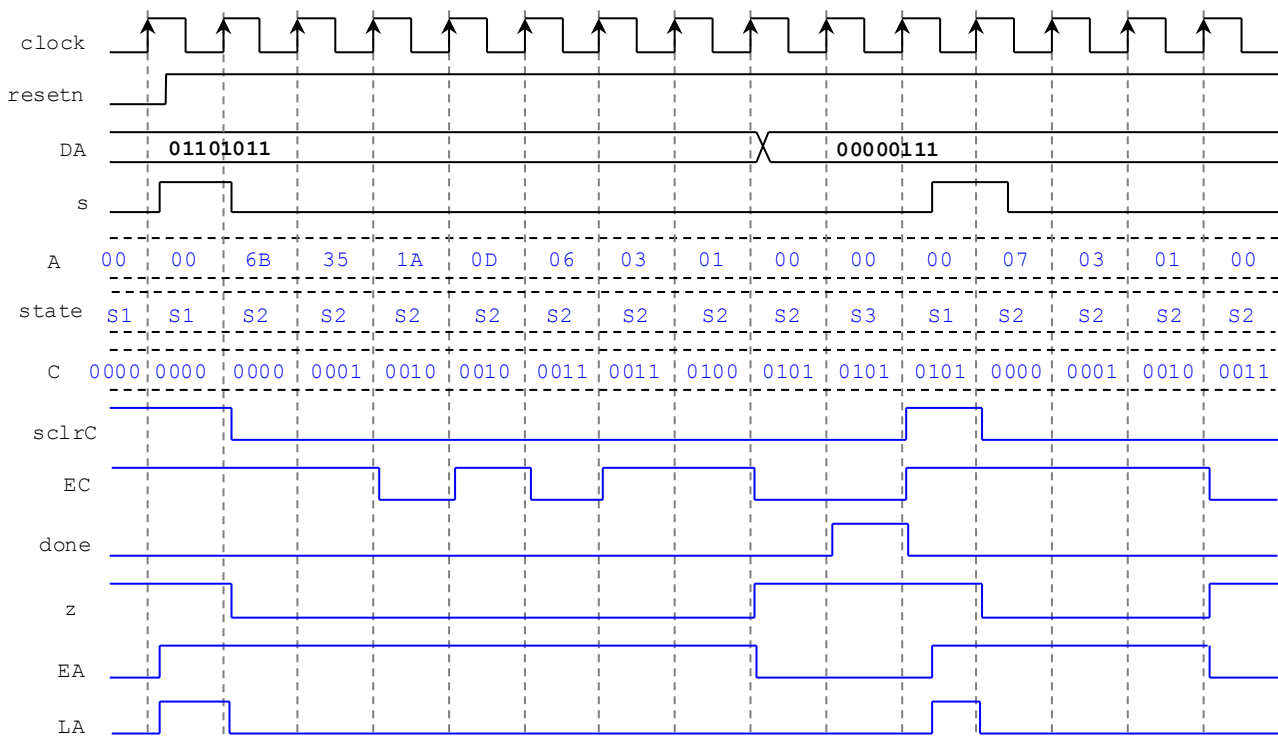 clock
resetn
DA 01101011 00000111
s
A 00 00 6B 35 1A 0D 06 03 01 00 00 00 07 03 01 00
state S1 S1 S2 S2 S2 S2 S2 S2 S2 S2 S3 S1 S2 S2 S2 S2
C 0000 0000 0000 0001 0010 0010 0011 0011 0100 0101 0101 0101 0000 0001 0010 0011
sclrC
EC
done
z
EA
LA